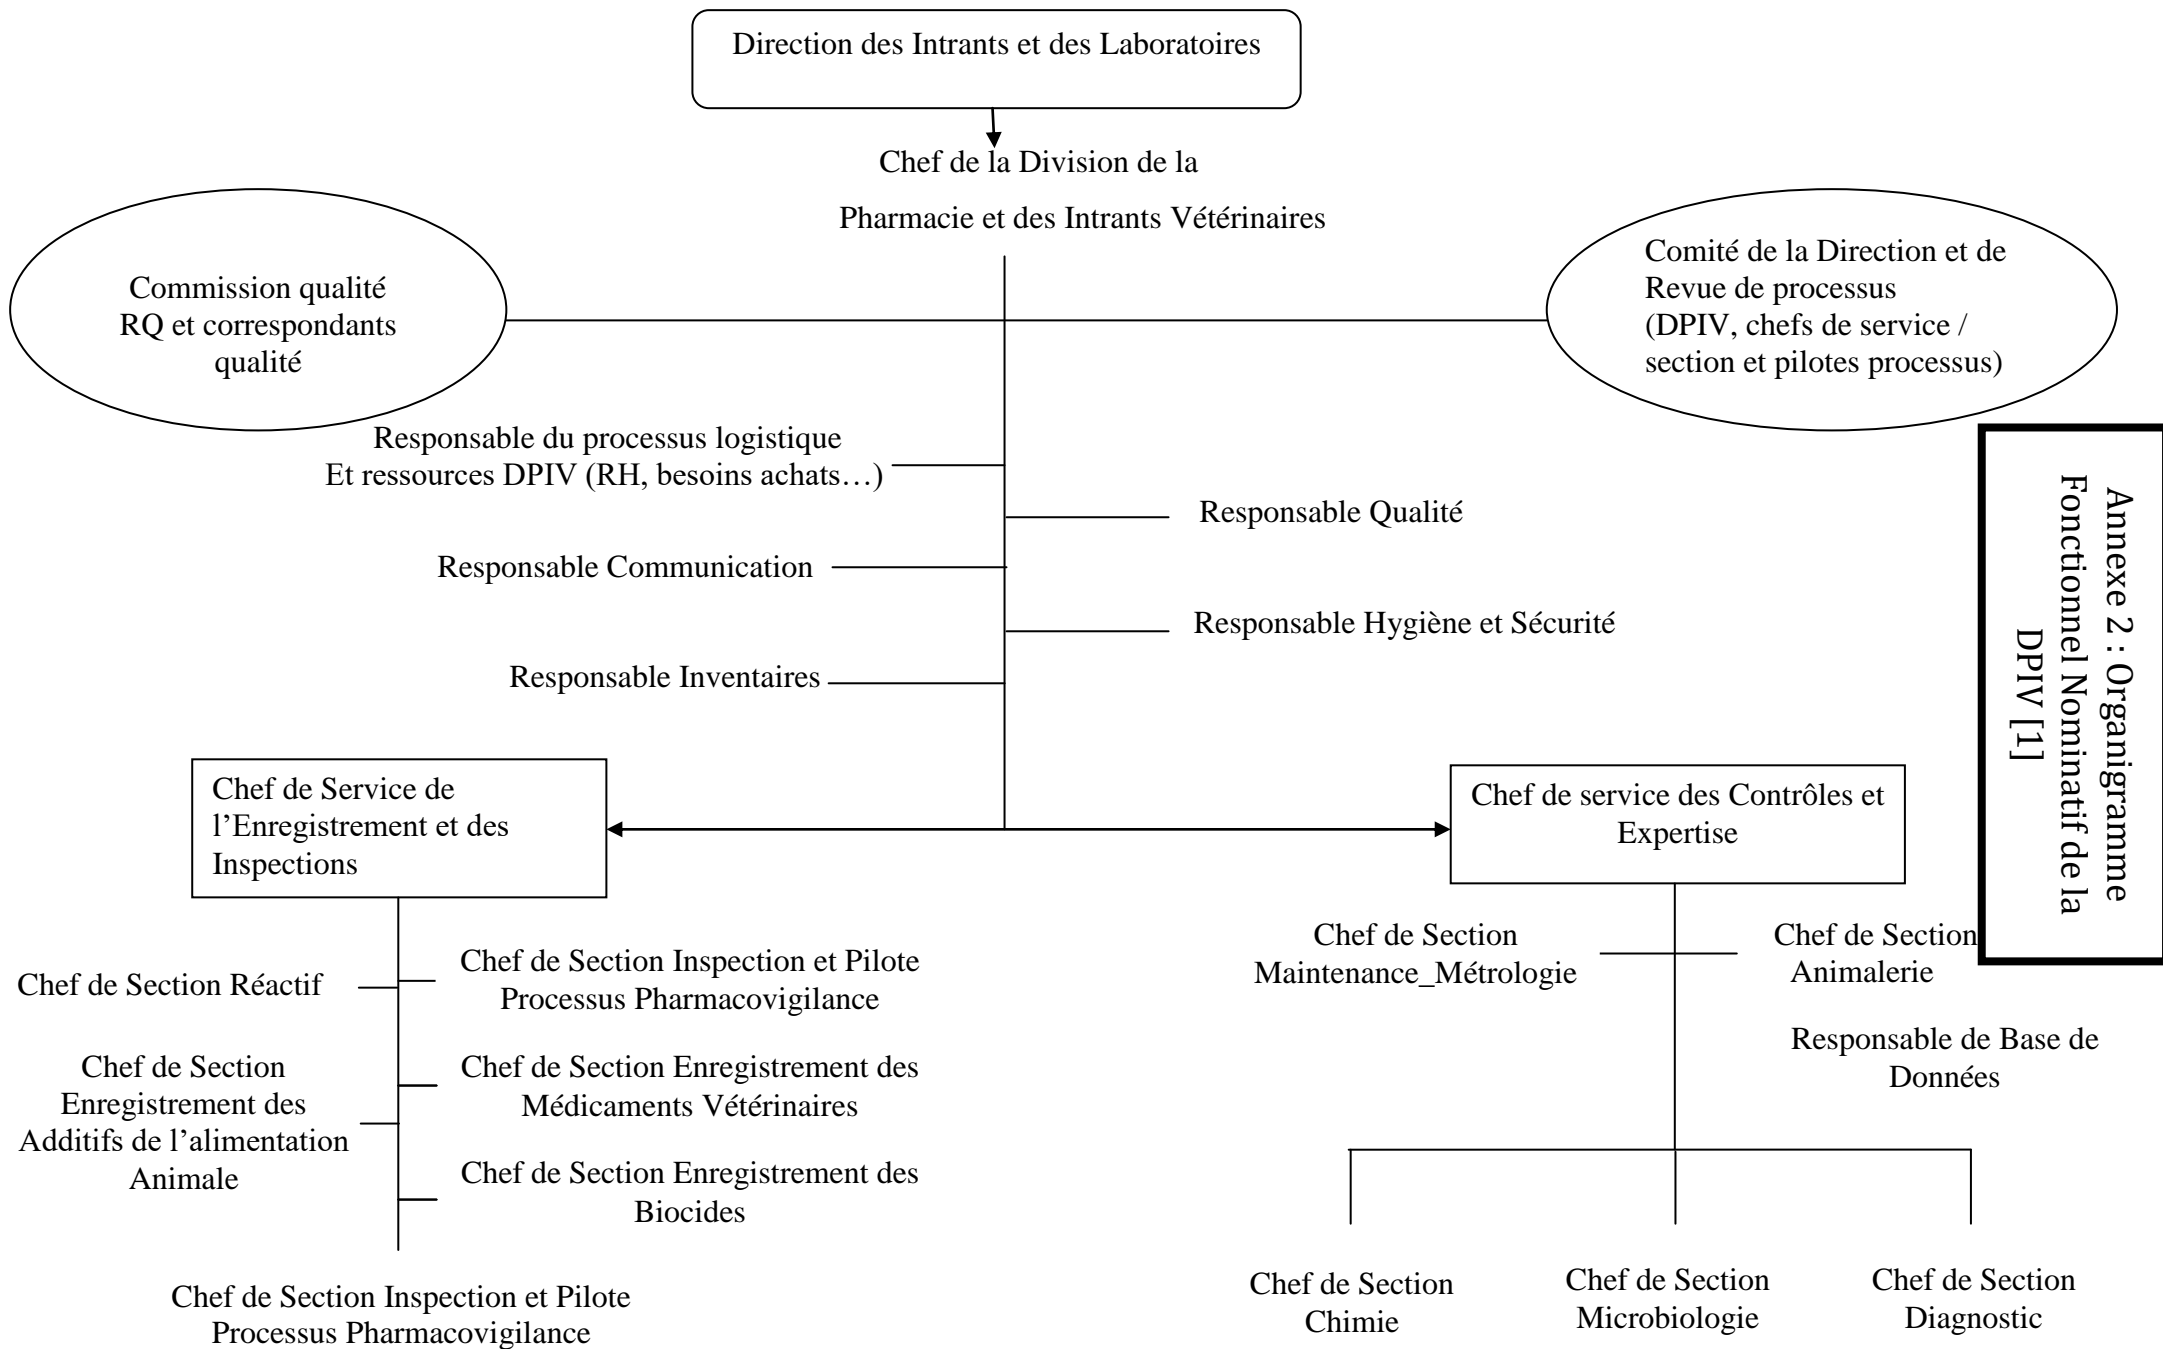 Direction des Intrants et des Laboratoires
Chef de la Division de la
Pharmacie et des Intrants Vétérinaires
Commission qualité
RQ et correspondants
qualité
Comité de la Direction et de
Revue de processus
(DPIV, chefs de service /
section et pilotes processus)
Responsable du processus logistique
Et ressources DPIV (RH, besoins achats…)
Responsable Qualité
Responsable Communication
Responsable Hygiène et Sécurité
Responsable Inventaires
Annexe 2 : Organigramme
Fonctionnel Nominatif de la
DPIV [1]
Chef de Service de
l’Enregistrement et des
Inspections
Chef de service des Contrôles et
Expertise
Chef de Section Réactif
Chef de Section Inspection et Pilote
Processus Pharmacovigilance
Chef de Section
Enregistrement des
Additifs de l’alimentation
Animale
Chef de Section Enregistrement des
Médicaments Vétérinaires
Chef de Section Enregistrement des
Biocides
Chef de Section Inspection et Pilote
Processus Pharmacovigilance
Chef de Section
Maintenance_Métrologie
Chef de Section
Animalerie
Responsable de Base de
Données
Chef de Section
Chimie
Chef de Section
Microbiologie
Chef de Section
Diagnostic